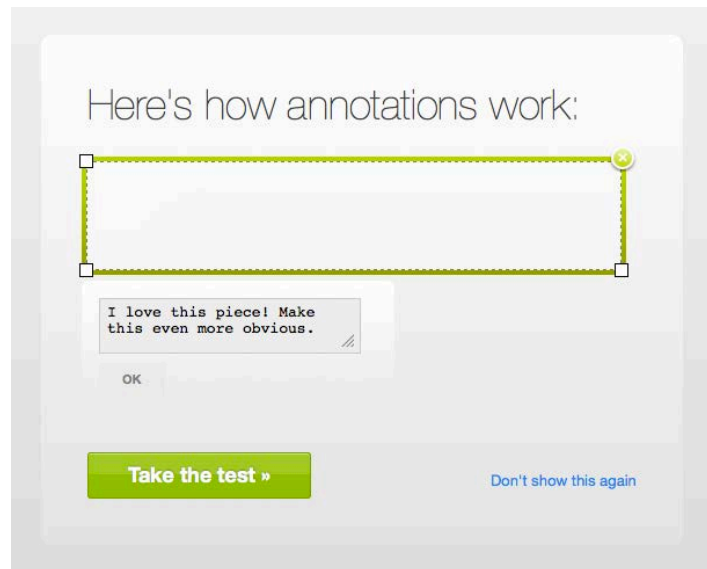 Here's how annotations work:
I love this piece! Make
this even more obvious.
OK
Take the test »
Don't show this again